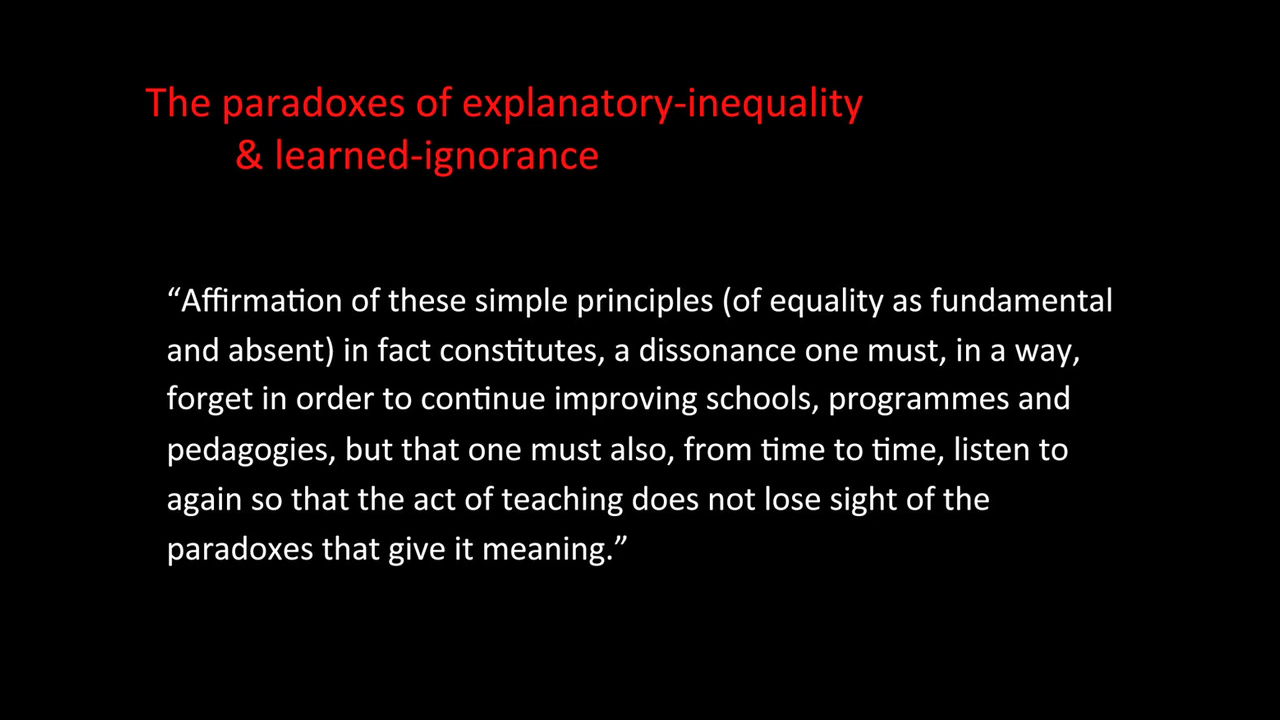 The paradoxes of explanatory-inequality
& learned-ignorance
“Affirmation of these simple principles (of equality as fundamental
and absent) in fact constitutes, a dissonance one must, in a way,
forget in order to continue improving schools, programmes and
pedagogies, but that one must also, from time to time, listen to
again so that the act of teaching does not lose sight of the
paradoxes that give it meaning.”